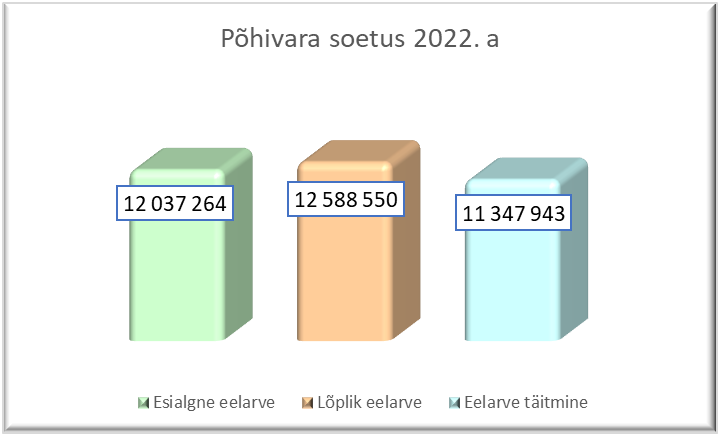 Põhivara soetus 2022. a
12 037 264
12 588 550
11 347 943
Esialgne eelarve
Lõplik eelarve
Eelarve täitmine